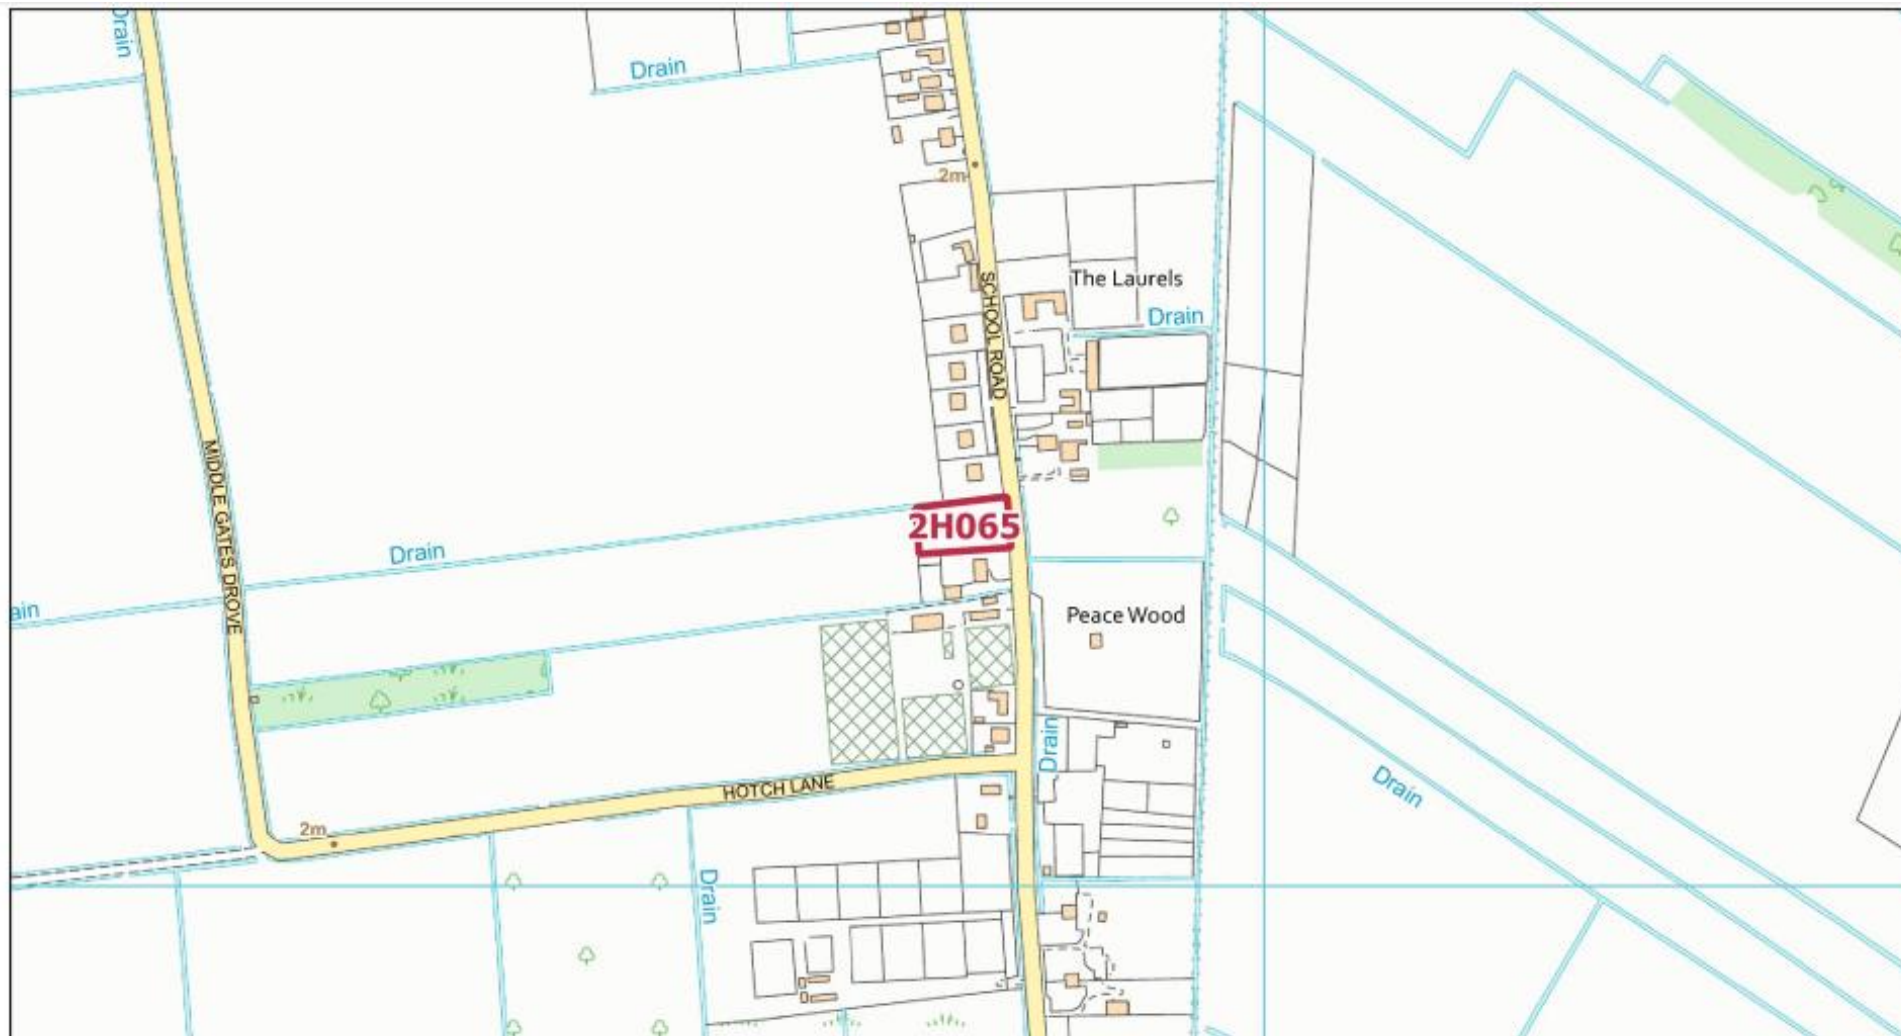 Drain
Drain
2m
The Laurels
SCHOOL ROAD
Drain
MIDDLE GATES DROVE
2H065
Drain
ain
Peace Wood
Drain
HOTCH LANE
Drain
2m
Drain